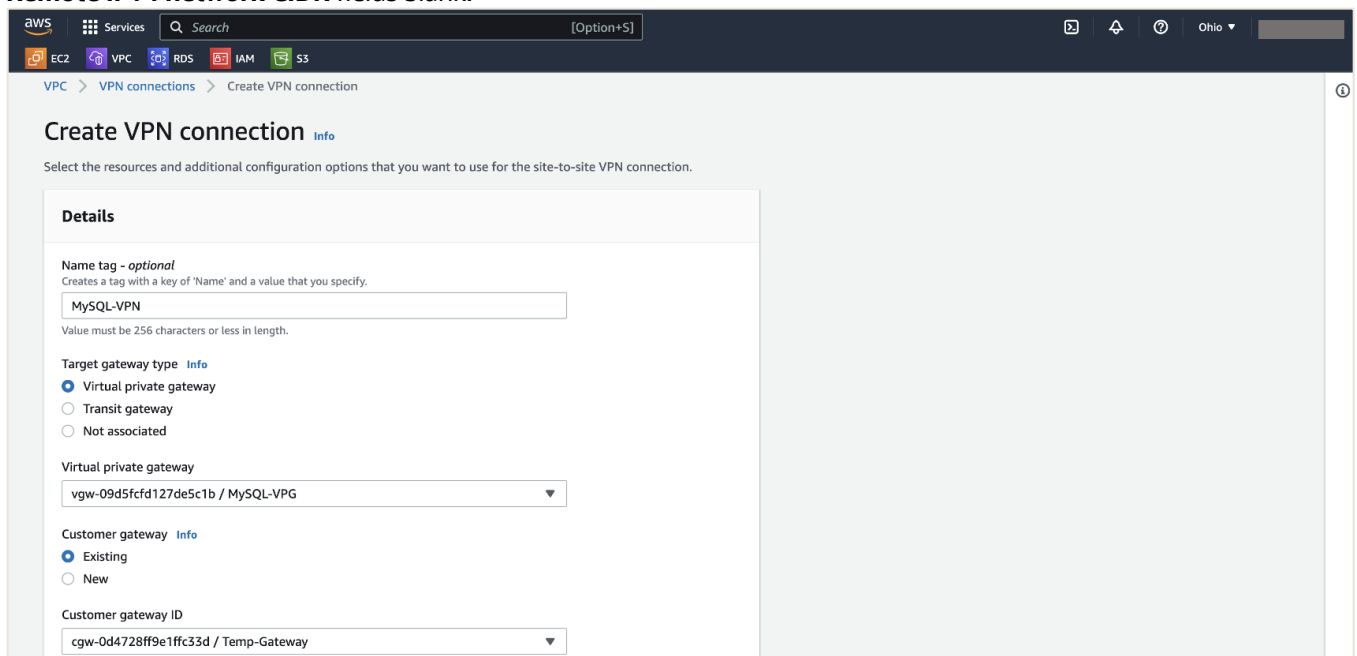 aws Services Search [Option+S] Ohio
EC2 VPC RDS IAM S3
VPC > VPN connections > Create VPN connection
Create VPN connection Info
Select the resources and additional configuration options that you want to use for the site-to-site VPN connection.
Details
Name tag - optional
Creates a tag with a key of 'Name' and a value that you specify.
MySQL-VPN
Value must be 256 characters or less in length.
Target gateway type Info
Virtual private gateway
Transit gateway
Not associated
Virtual private gateway
vgw-09d5fcfd127de5c1b / MySQL-VPG
Customer gateway Info
Existing
New
Customer gateway ID
cgw-0d4728ff9e1ffc33d / Temp-Gateway